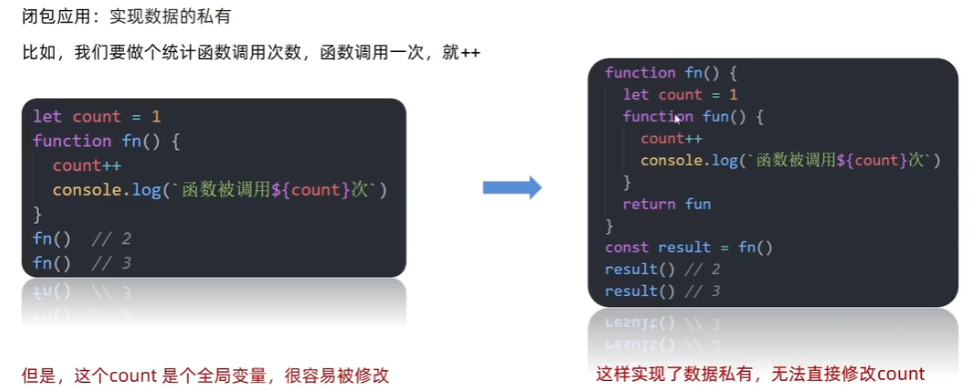 闭包应用：实现数据的私有
比如，我们要做个统计函数调用次数，函数调用一次，就++
let count = 1
function fn() {
count++
console.log(`函数被调用${count}次`)
}
fn() // 2
fn() // 3
但是，这个count 是个全局变量，很容易被修改
function fn() {
let count = 1
function fun() {
count++
console.log(`函数被调用${count}次`)
}
return fun
}
const result = fn()
result() // 2
result() // 3
这样实现了数据私有，无法直接修改count